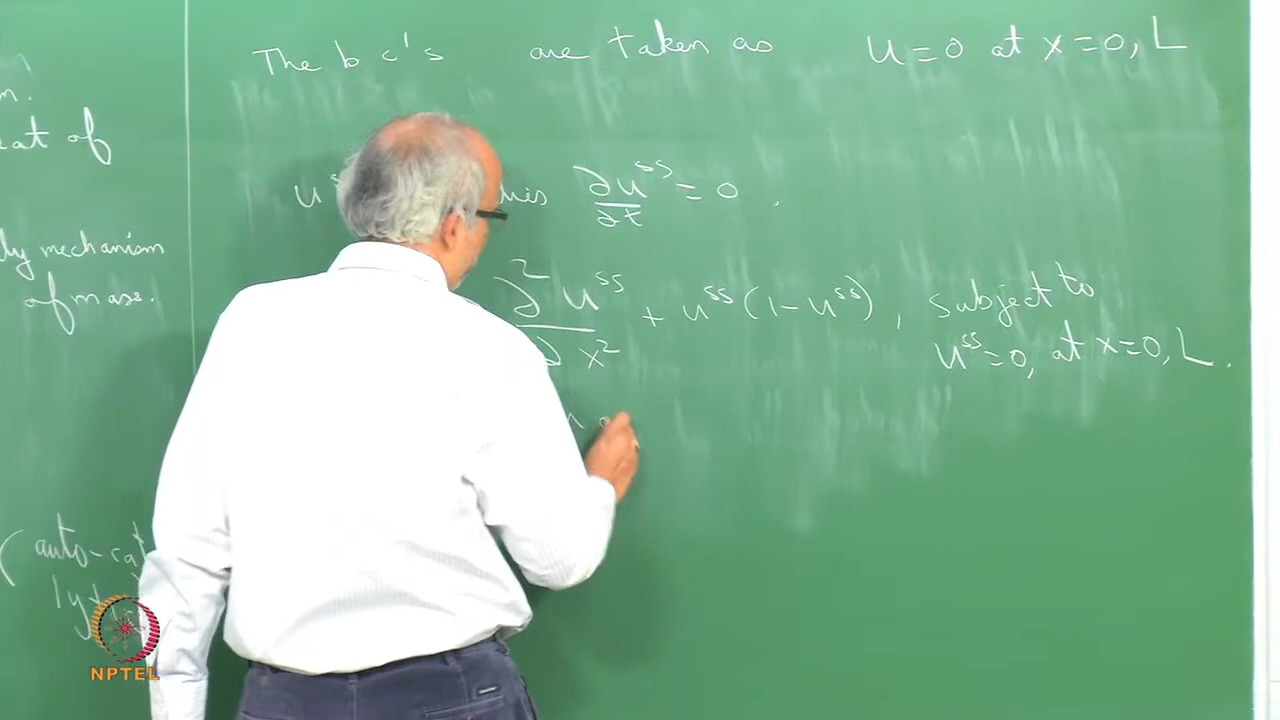 The b c's are taken as u=0 at x=0, L
at of
∂u^ss/∂t = 0 .
mechanism
∂²u^ss/∂x² + u^ss(1-u^ss), subject to
of mass.
u^ss=0, at x=0, L.
(auto-
NPTEL